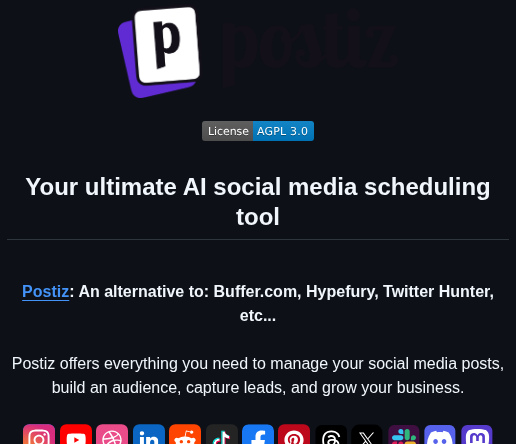 p postiz
License AGPL 3.0
Your ultimate AI social media scheduling
tool
Postiz: An alternative to: Buffer.com, Hypefury, Twitter Hunter,
etc...
Postiz offers everything you need to manage your social media posts,
build an audience, capture leads, and grow your business.